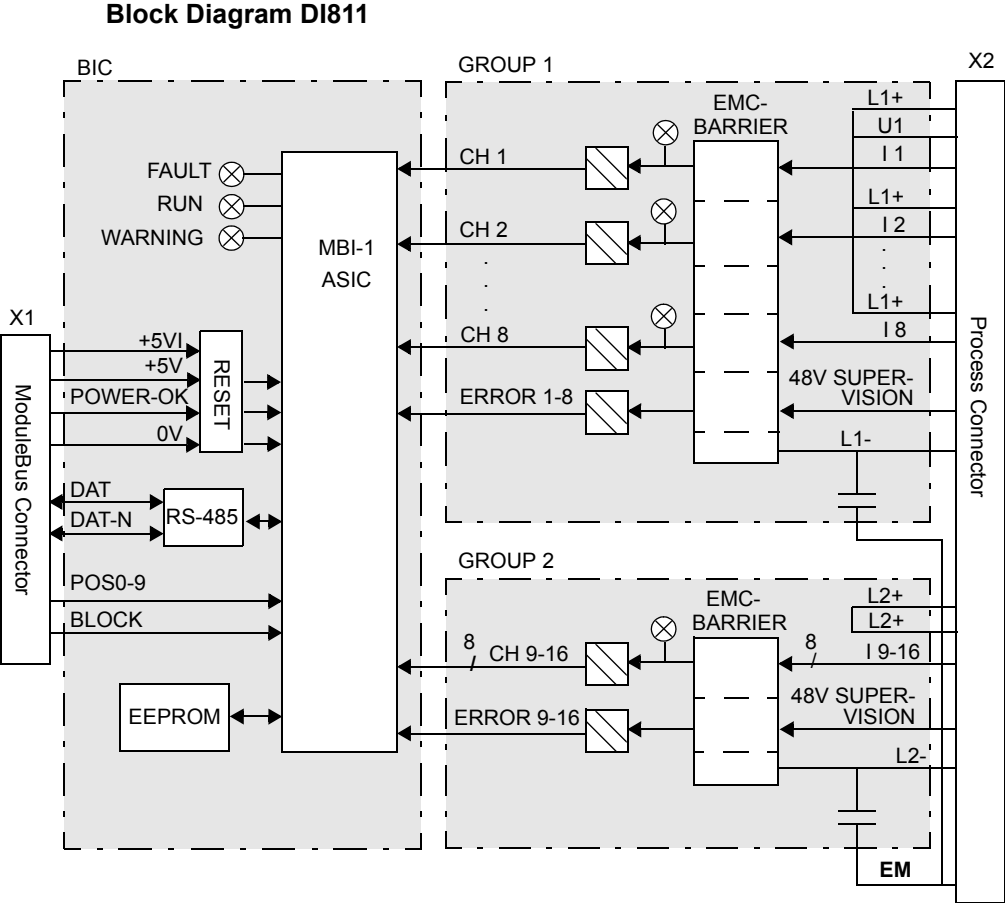 Block Diagram DI811
BIC
GROUP 1
X2
FAULT
RUN
WARNING
MBI-1
ASIC
CH 1
CH 2
CH 8
ERROR 1-8
EMC-
BARRIER
L1+
U1
I 1
L1+
I 2
L1+
I 8
48V SUPER-
VISION
L1-
Process Connector
X1
ModuleBus Connector
+5VI
+5V
POWER-OK
0V
RESET
DAT
DAT-N
RS-485
POS0-9
BLOCK
EEPROM
GROUP 2
EMC-
BARRIER
8
CH 9-16
ERROR 9-16
L2+
L2+
8
I 9-16
48V SUPER-
VISION
L2-
EM